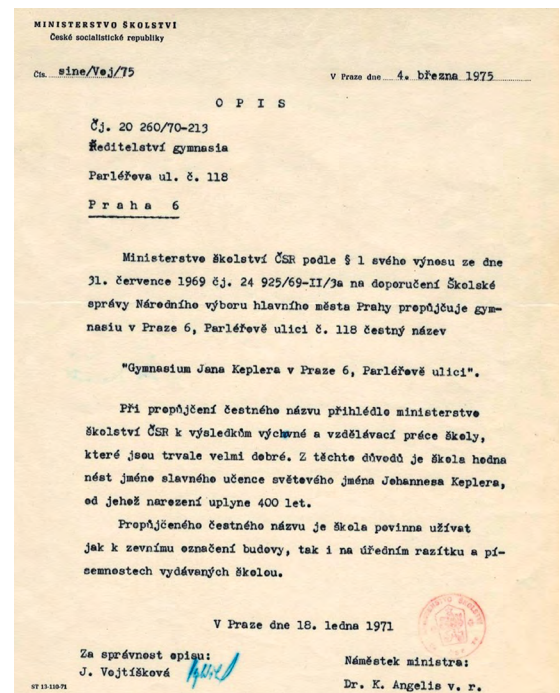 MINISTERSTVO ŠKOLSTVÍ
České socialistické republiky
Čís. sine/Vej/75
V Praze dne 4. března 1975
O P I S
Čj. 20 260/70-213
Ředitelství gymnasia
Parléřova ul. č. 118
P r a h a 6
Ministerstvo školství ČSR podle § 1 svého výnosu ze dne
31. července 1969 čj. 24 925/69-II/3a na doporučení Školské
správy Národního výboru hlavního města Prahy propůjčuje gym-
nasiu v Praze 6, Parléřově ulici č. 118 čestný název
"Gymnasium Jana Keplera v Praze 6, Parléřově ulici".
Při propůjčení čestného názvu přihlédlo ministerstvo
školství ČSR k výsledkům výchvné a vzdělávací práce školy,
které jsou trvale velmi dobré. Z těchto důvodů je škola hodna
nést jméno slavného učence světového jména Johannesa Keplera,
od jehož narození uplyne 400 let.
Propůjčeného čestného názvu je škola povinna užívat
jak k zevnímu označení budovy, tak i na úředním razítku a pí-
semnostech vydávaných školou.
V Praze dne 18. ledna 1971
Za správnost opisu:
J. Vojtíšková
Náměstek ministra:
Dr. K. Angelis v. r.
ST 13-110-71